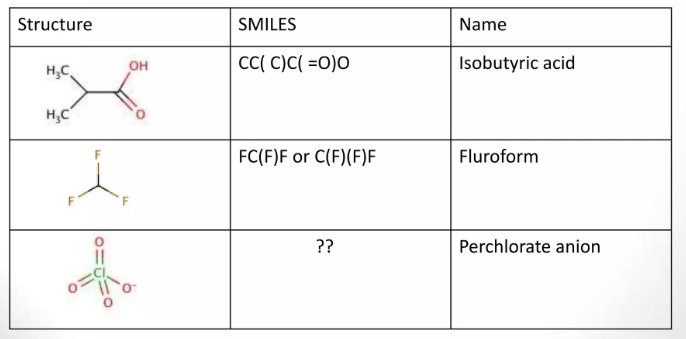 Structure SMILES Name
H₃C OH
H₃C O
CC( C)C( =O)O Isobutyric acid
F
F F
FC(F)F or C(F)(F)F Fluroform
O
Cl
O O⁻
O
?? Perchlorate anion